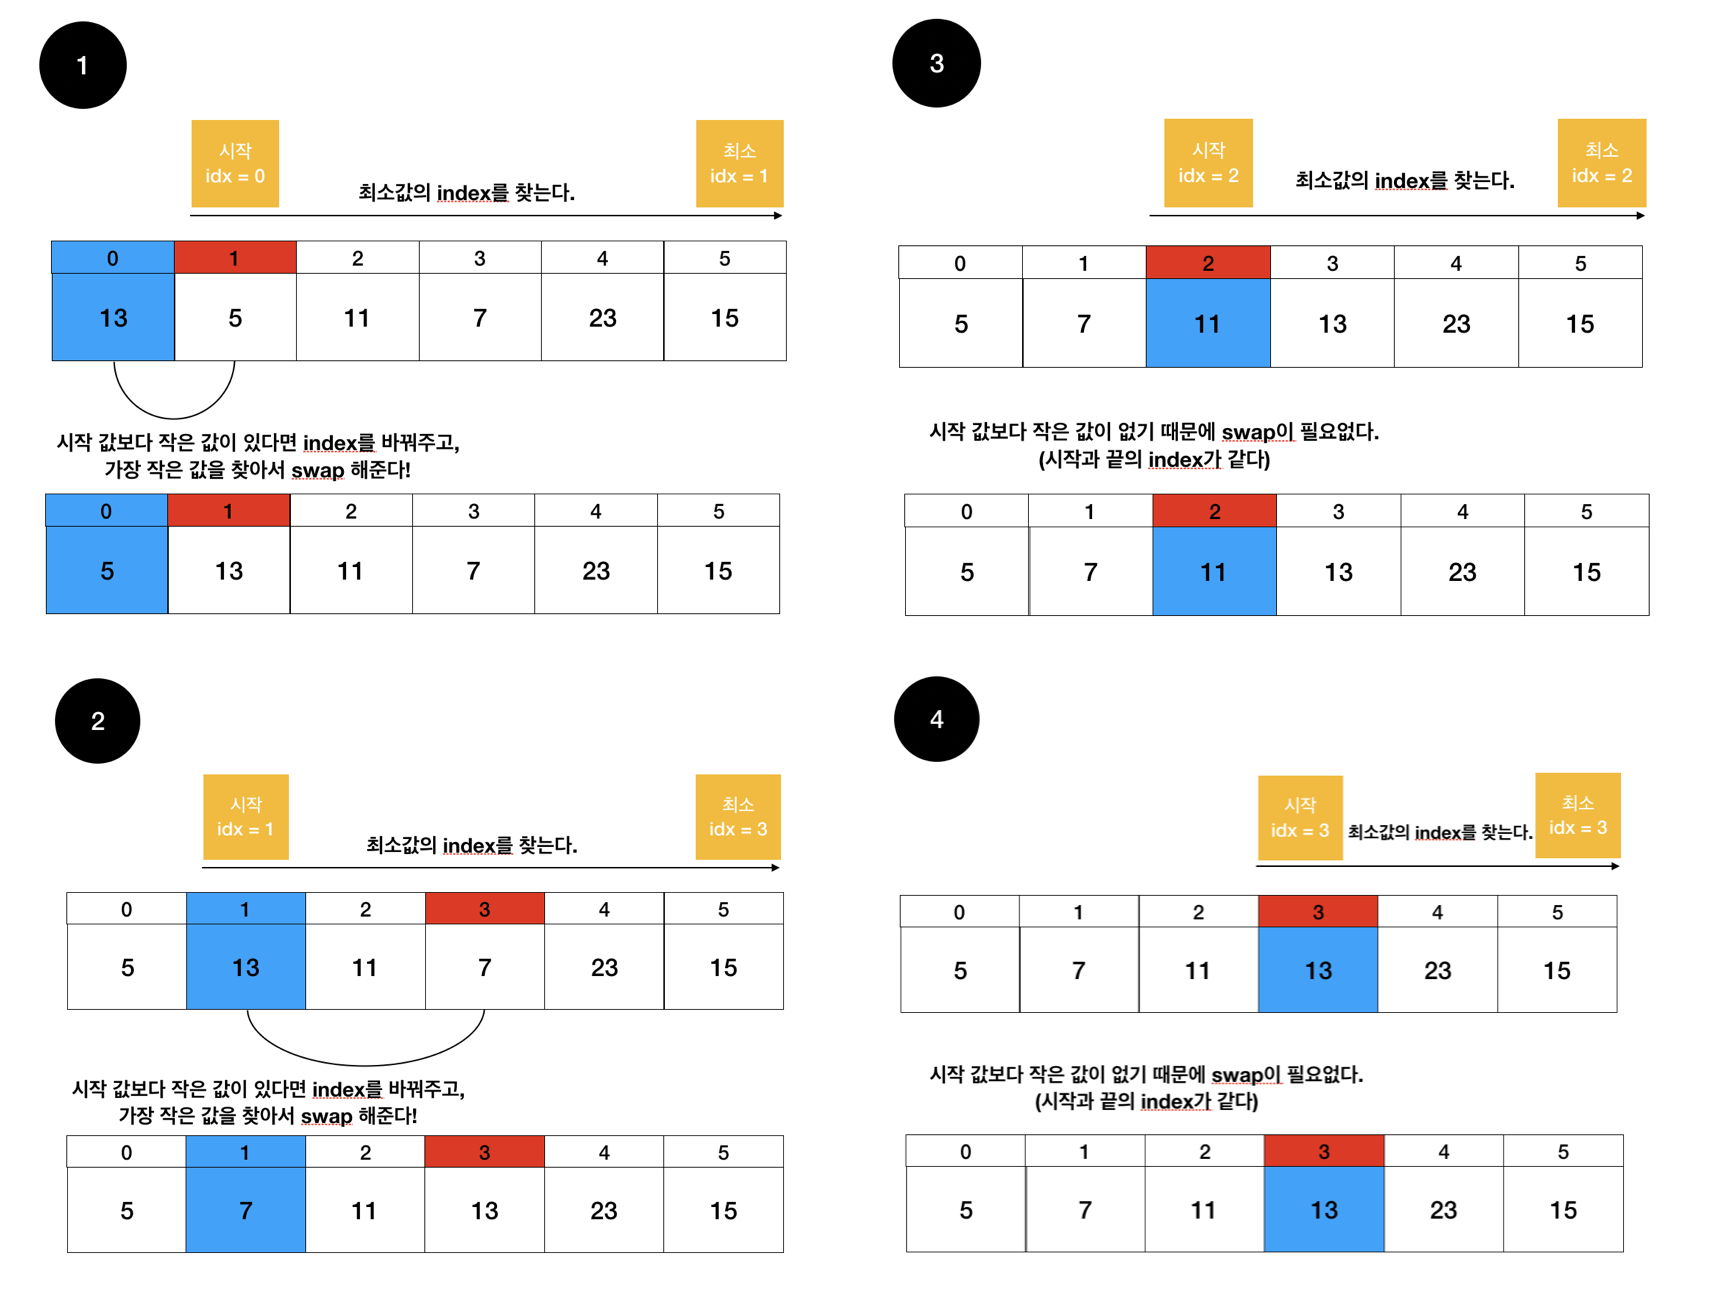 1
시작
idx = 0
최소
idx = 1
최소값의 index를 찾는다.
0 1 2 3 4 5
13 5 11 7 23 15
시작 값보다 작은 값이 있다면 index를 바꿔주고,
가장 작은 값을 찾아서 swap 해준다!
0 1 2 3 4 5
5 13 11 7 23 15
2
시작
idx = 1
최소
idx = 3
최소값의 index를 찾는다.
0 1 2 3 4 5
5 13 11 7 23 15
시작 값보다 작은 값이 있다면 index를 바꿔주고,
가장 작은 값을 찾아서 swap 해준다!
0 1 2 3 4 5
5 7 11 13 23 15
3
시작
idx = 2
최소
idx = 2
최소값의 index를 찾는다.
0 1 2 3 4 5
5 7 11 13 23 15
시작 값보다 작은 값이 없기 때문에 swap이 필요없다.
(시작과 끝의 index가 같다)
0 1 2 3 4 5
5 7 11 13 23 15
4
시작
idx = 3
최소
idx = 3
최소값의 index를 찾는다.
0 1 2 3 4 5
5 7 11 13 23 15
시작 값보다 작은 값이 없기 때문에 swap이 필요없다.
(시작과 끝의 index가 같다)
0 1 2 3 4 5
5 7 11 13 23 15